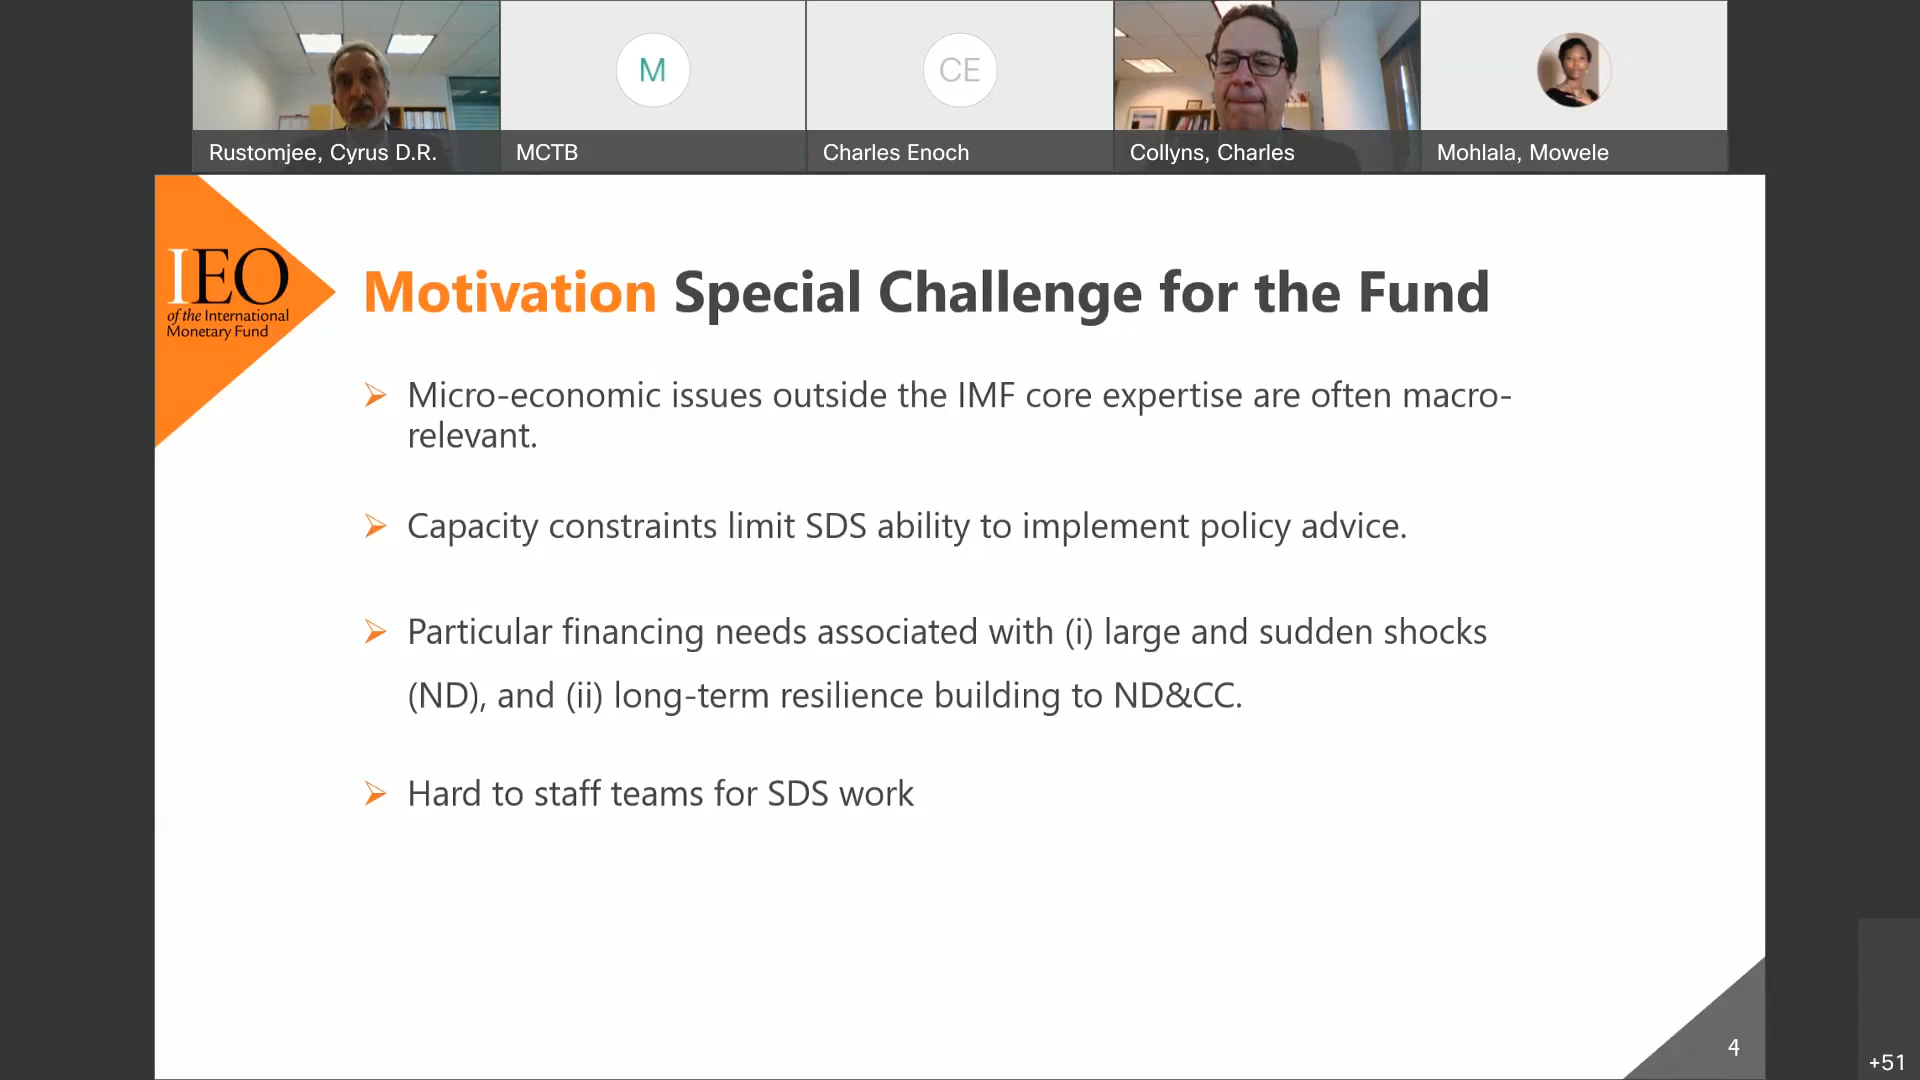 M
CE
Rustomjee, Cyrus D.R.
MCTB
Charles Enoch
Collyns, Charles
Mohlala, Mowele
IEO
of the International
Monetary Fund
Motivation Special Challenge for the Fund
Micro-economic issues outside the IMF core expertise are often macro-
relevant.
Capacity constraints limit SDS ability to implement policy advice.
Particular financing needs associated with (i) large and sudden shocks
(ND), and (ii) long-term resilience building to ND&CC.
Hard to staff teams for SDS work
4
+51